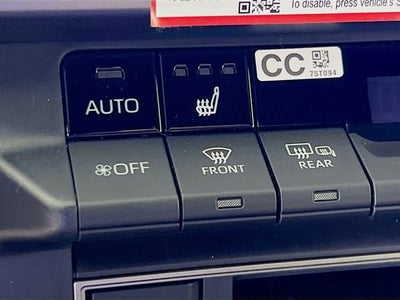 To disable, press vehicle's S
CC
75T094
AUTO
OFF
FRONT
REAR